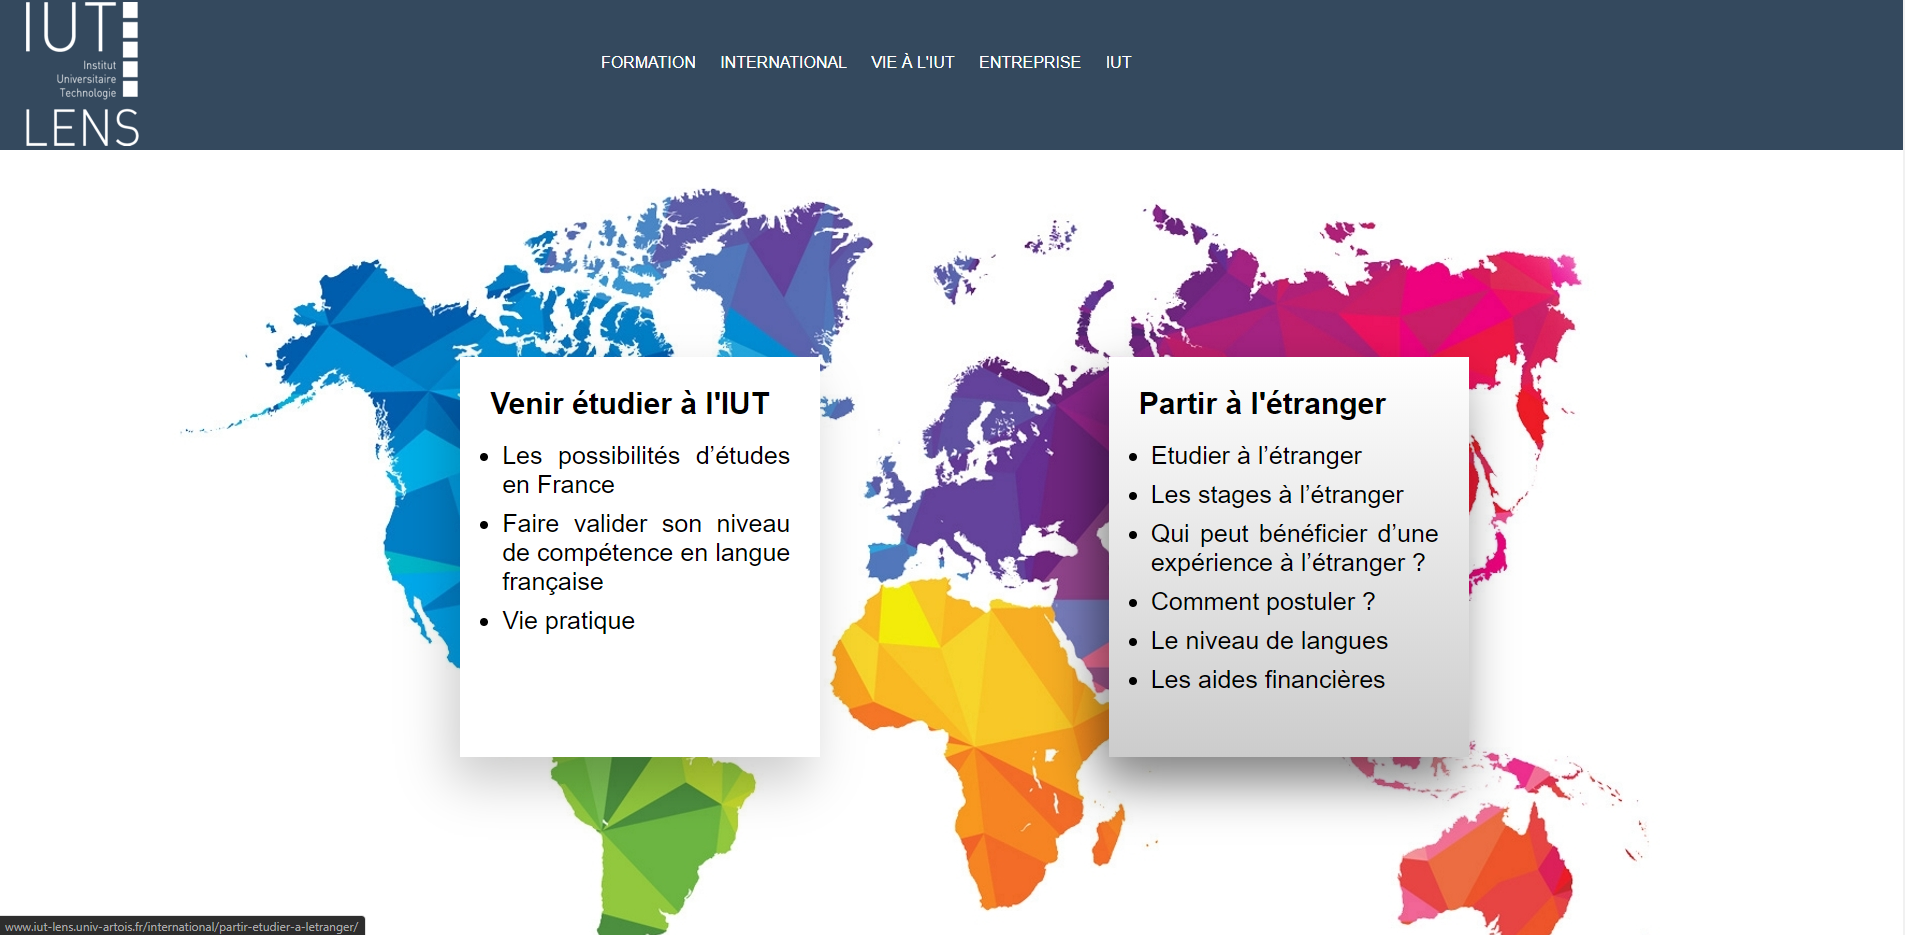 IUT
Institut
Universitaire
Technologie
LENS
FORMATION INTERNATIONAL VIE À L'IUT ENTREPRISE IUT
Venir étudier à l'IUT
Les possibilités d’études
en France
Faire valider son niveau
de compétence en langue
française
Vie pratique
Partir à l'étranger
Etudier à l’étranger
Les stages à l’étranger
Qui peut bénéficier d’une
expérience à l’étranger ?
Comment postuler ?
Le niveau de langues
Les aides financières
www.iut-lens.univ-artois.fr/international/partir-etudier-a-letranger/